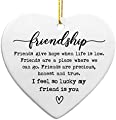 friendship
Friends give hope when life is low.
Friends are a place where we
can go. Friends are precious,
honest and true.
I feel so lucky my
friend is you